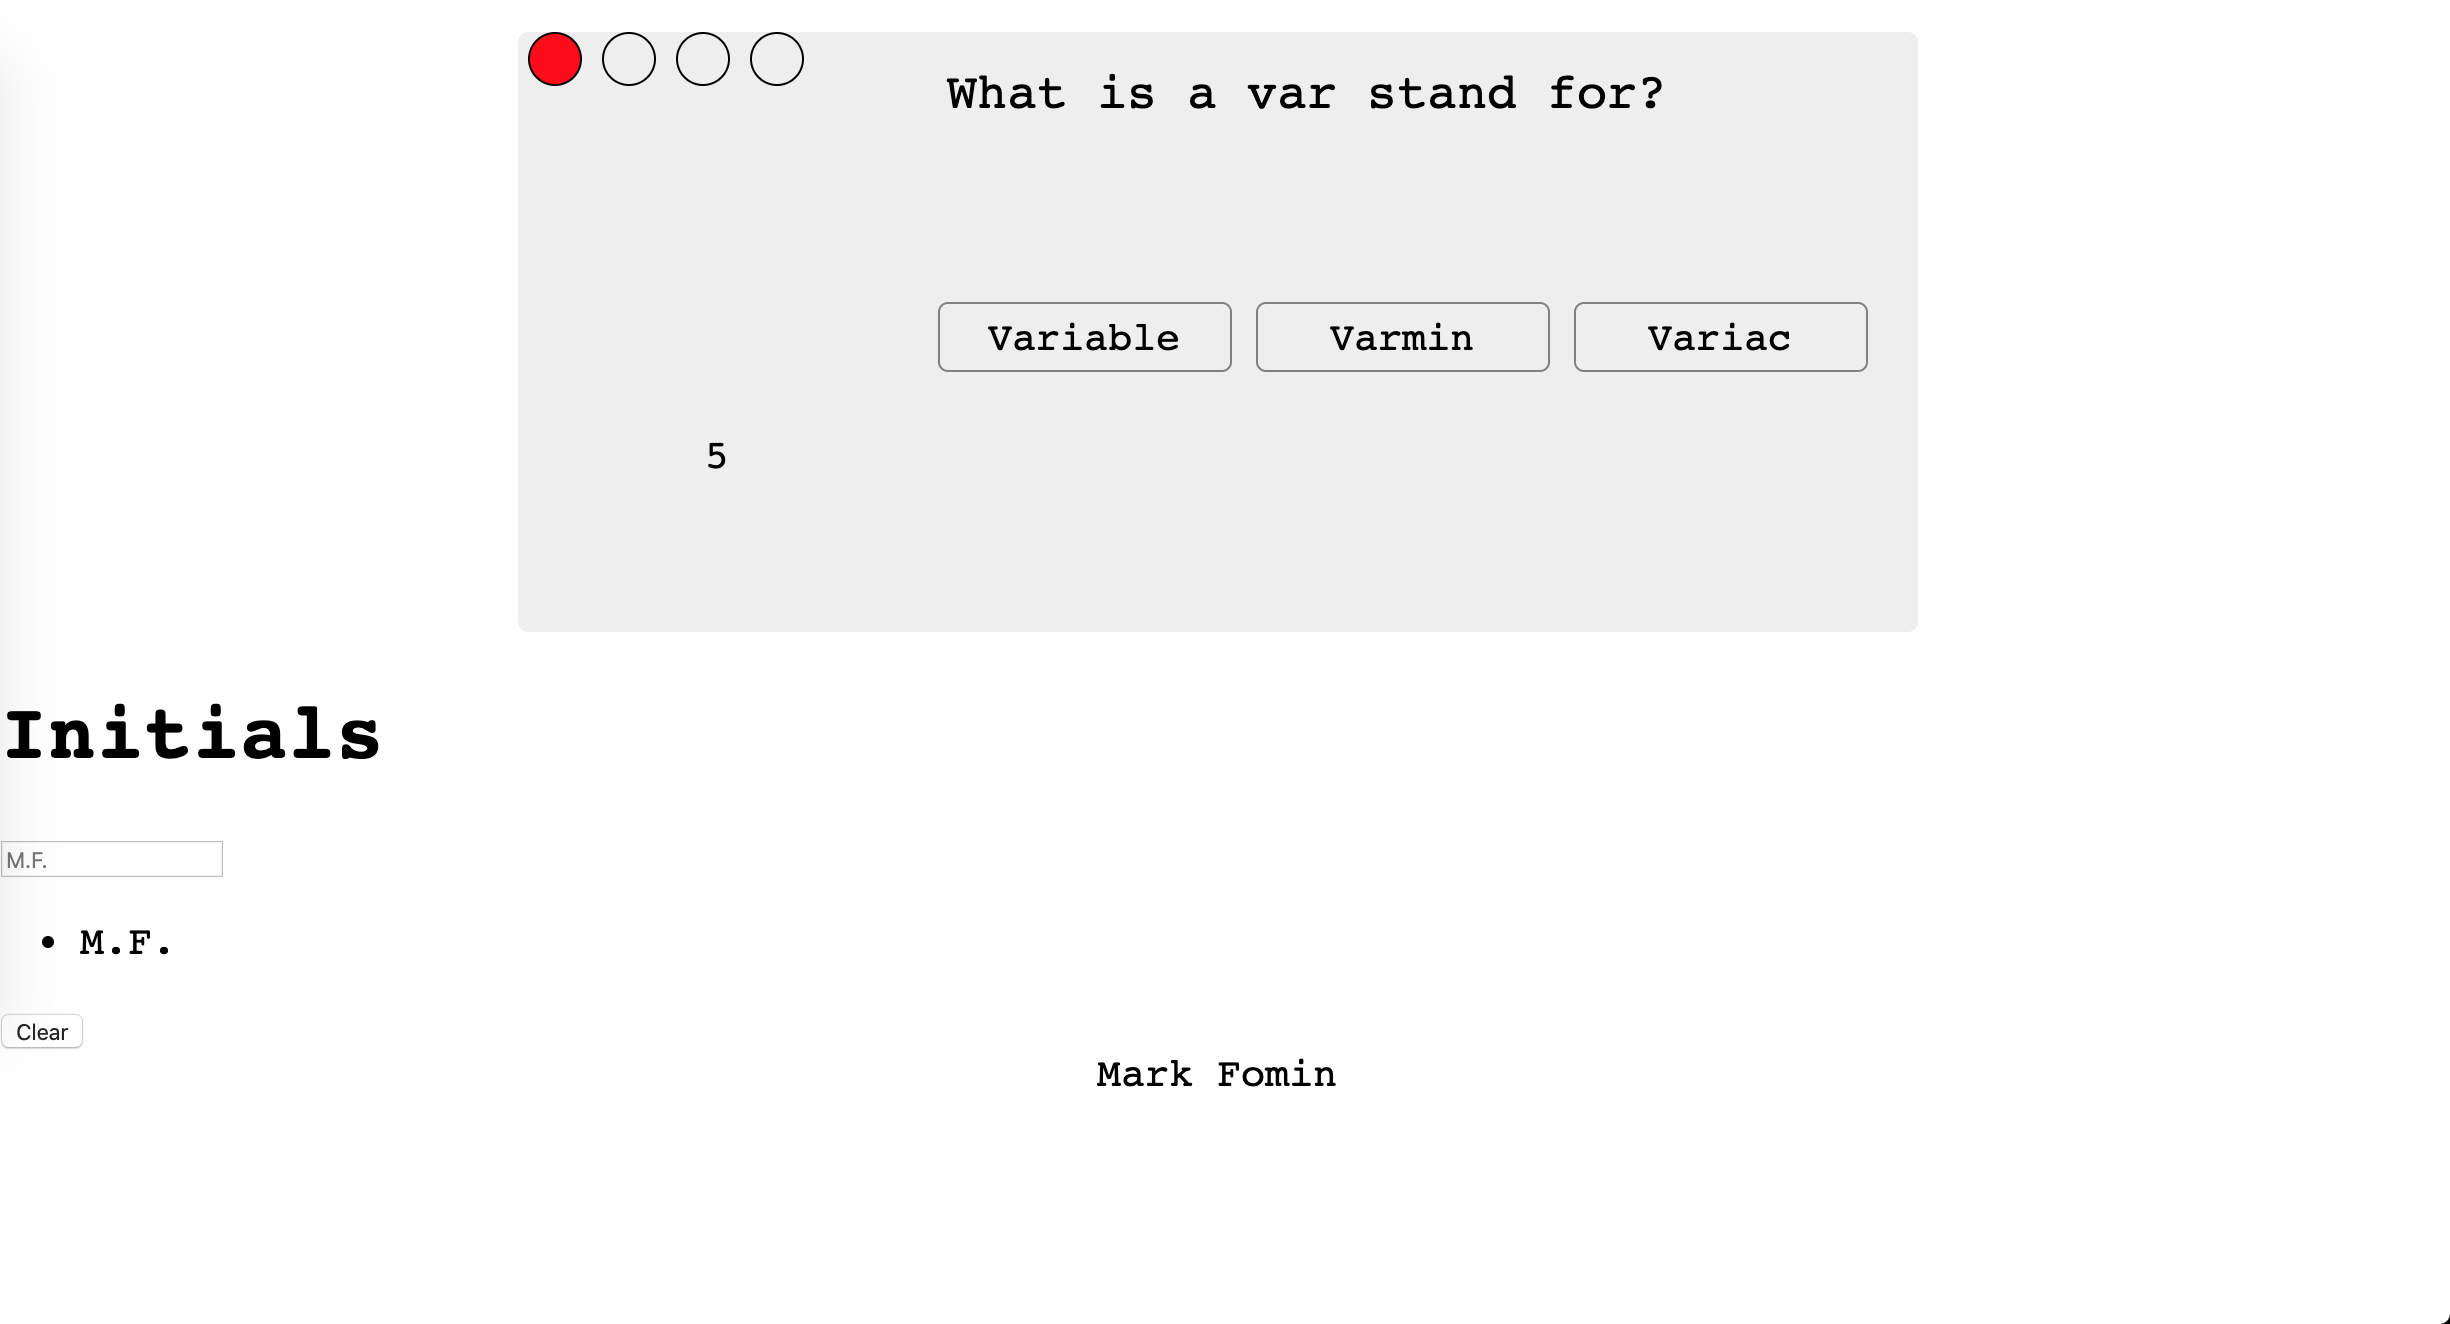 What is a var stand for?
Variable Varmin Variac
5
Initials
M.F.
M.F.
Clear
Mark Fomin